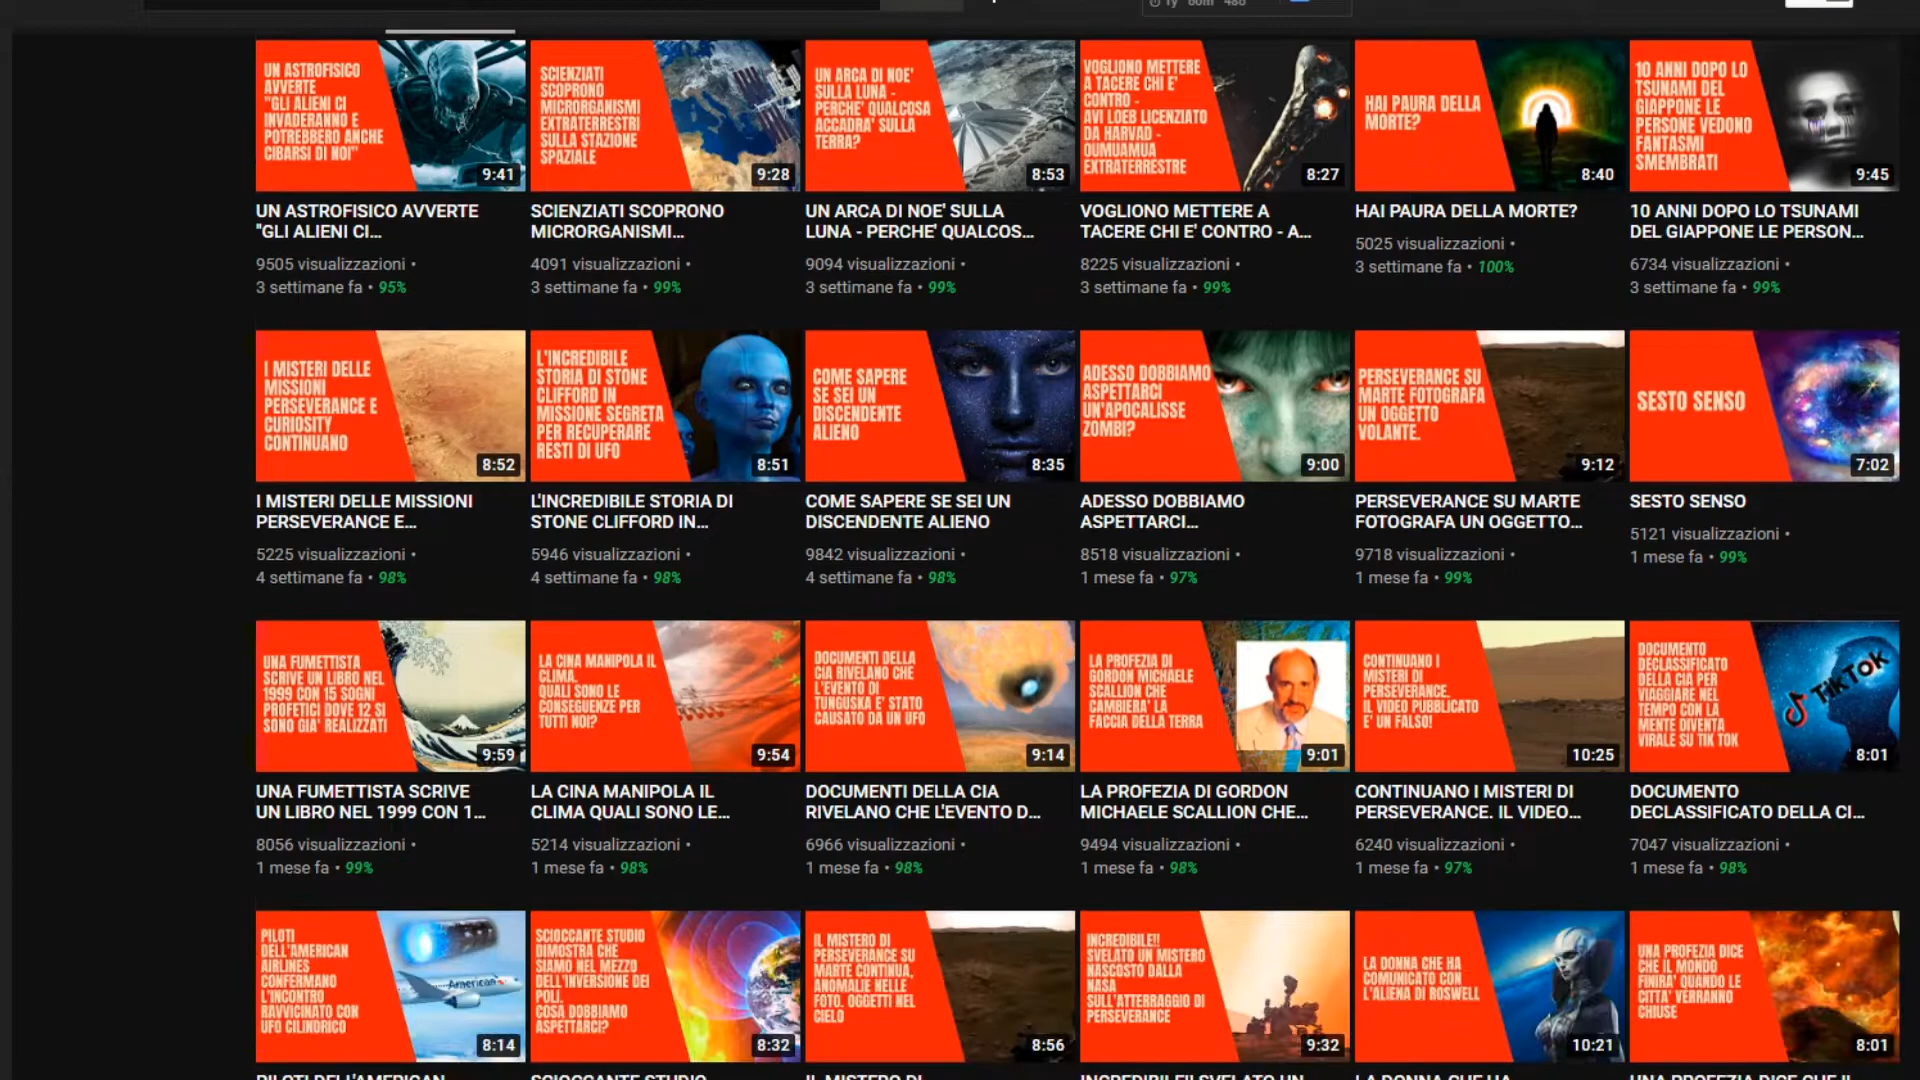 UN ASTROFISICO
AVVERTE
"GLI ALIENI CI
INVADERANNO E
POTREBBERO ANCHE
CIBARSI DI NOI"
9:41
SCIENZIATI
SCOPRONO
MICRORGANISMI
EXTRATERRESTRI
SULLA STAZIONE
SPAZIALE
9:28
UN ARCA DI NOE'
SULLA LUNA -
PERCHE' QUALCOSA
ACCADRA' SULLA
TERRA?
8:53
VOGLIONO METTERE
A TACERE CHI E'
CONTRO -
AVI LOEB LICENZIATO
DA HARVAD -
OUMUAMUA
EXTRATERRESTRE
8:27
HAI PAURA DELLA
MORTE?
8:40
10 ANNI DOPO LO
TSUNAMI DEL
GIAPPONE LE
PERSONE VEDONO
FANTASMI
SMEMBRATI
9:45
UN ASTROFISICO AVVERTE
"GLI ALIENI CI...
9505 visualizzazioni •
3 settimane fa • 95%
SCIENZIATI SCOPRONO
MICRORGANISMI...
4091 visualizzazioni •
3 settimane fa • 99%
UN ARCA DI NOE' SULLA
LUNA - PERCHE' QUALCOS...
9094 visualizzazioni •
3 settimane fa • 99%
VOGLIONO METTERE A
TACERE CHI E' CONTRO - A...
8225 visualizzazioni •
3 settimane fa • 99%
HAI PAURA DELLA MORTE?
5025 visualizzazioni •
3 settimane fa • 100%
10 ANNI DOPO LO TSUNAMI
DEL GIAPPONE LE PERSON...
6734 visualizzazioni •
3 settimane fa • 99%
I MISTERI DELLE
MISSIONI
PERSEVERANCE E
CURIOSITY
CONTINUANO
8:52
L'INCREDIBILE
STORIA DI STONE
CLIFFORD IN
MISSIONE SEGRETA
PER RECUPERARE
RESTI DI UFO
8:51
COME SAPERE
SE SEI UN
DISCENDENTE
ALIENO
8:35
ADESSO DOBBIAMO
ASPETTARCI
UN'APOCALISSE
ZOMBI?
9:00
PERSEVERANCE SU
MARTE FOTOGRAFA
UN OGGETTO
VOLANTE.
9:12
SESTO SENSO
7:02
I MISTERI DELLE MISSIONI
PERSEVERANCE E...
5225 visualizzazioni •
4 settimane fa • 98%
L'INCREDIBILE STORIA DI
STONE CLIFFORD IN...
5946 visualizzazioni •
4 settimane fa • 98%
COME SAPERE SE SEI UN
DISCENDENTE ALIENO
9842 visualizzazioni •
4 settimane fa • 98%
ADESSO DOBBIAMO
ASPETTARCI...
8518 visualizzazioni •
1 mese fa • 97%
PERSEVERANCE SU MARTE
FOTOGRAFA UN OGGETTO...
9718 visualizzazioni •
1 mese fa • 99%
SESTO SENSO
5121 visualizzazioni •
1 mese fa • 99%
UNA FUMETTISTA
SCRIVE UN LIBRO NEL
1999 CON 15 SOGNI
PROFETICI DOVE 12 SI
SONO GIA' REALIZZATI
9:59
LA CINA MANIPOLA IL
CLIMA.
QUALI SONO LE
CONSEGUENZE PER
TUTTI NOI?
9:54
DOCUMENTI DELLA
CIA RIVELANO CHE
L'EVENTO DI
TUNGUSKA E' STATO
CAUSATO DA UN UFO
9:14
LA PROFEZIA DI
GORDON MICHAELE
SCALLION CHE
CAMBIERA' LA
FACCIA DELLA TERRA
9:01
CONTINUANO I
MISTERI DI
PERSEVERANCE.
IL VIDEO PUBBLICATO
E' UN FALSO!
10:25
DOCUMENTO
DECLASSIFICATO
DELLA CIA PER
VIAGGIARE NEL
TEMPO CON LA
MENTE DIVENTA
VIRALE SU TIK TOK
TIKTOK
8:01
UNA FUMETTISTA SCRIVE
UN LIBRO NEL 1999 CON 1...
8056 visualizzazioni •
1 mese fa • 99%
LA CINA MANIPOLA IL
CLIMA QUALI SONO LE...
5214 visualizzazioni •
1 mese fa • 98%
DOCUMENTI DELLA CIA
RIVELANO CHE L'EVENTO D...
6966 visualizzazioni •
1 mese fa • 98%
LA PROFEZIA DI GORDON
MICHAELE SCALLION CHE...
9494 visualizzazioni •
1 mese fa • 98%
CONTINUANO I MISTERI DI
PERSEVERANCE. IL VIDEO...
6240 visualizzazioni •
1 mese fa • 97%
DOCUMENTO
DECLASSIFICATO DELLA CI...
7047 visualizzazioni •
1 mese fa • 98%
PILOTI
DELL'AMERICAN
AIRLINES
CONFERMANO
L'INCONTRO
RAVVICINATO CON
UFO CILINDRICO
American
8:14
SCIOCCANTE STUDIO
DIMOSTRA CHE
SIAMO NEL MEZZO
DELL'INVERSIONE DEI
POLI.
COSA DOBBIAMO
ASPETTARCI?
8:32
IL MISTERO DI
PERSEVERANCE SU
MARTE CONTINUA,
ANOMALIE NELLE
FOTO. OGGETTI NEL
CIELO
8:56
INCREDIBILE!!
SVELATO UN MISTERO
NASCOSTO DALLA
NASA
SULL'ATTERRAGGIO DI
PERSEVERANCE
9:32
LA DONNA CHE HA
COMUNICATO CON
L'ALIENA DI ROSWELL
10:21
UNA PROFEZIA DICE
CHE IL MONDO
FINIRA' QUANDO LE
CITTA' VERRANNO
CHIUSE
8:01
PILOTI DELL'AMERICAN
SCIOCCANTE STUDIO
IL MISTERO DI
INCREDIBILE!! SVELATO UN
LA DONNA CHE HA
UNA PROFEZIA DICE CHE IL